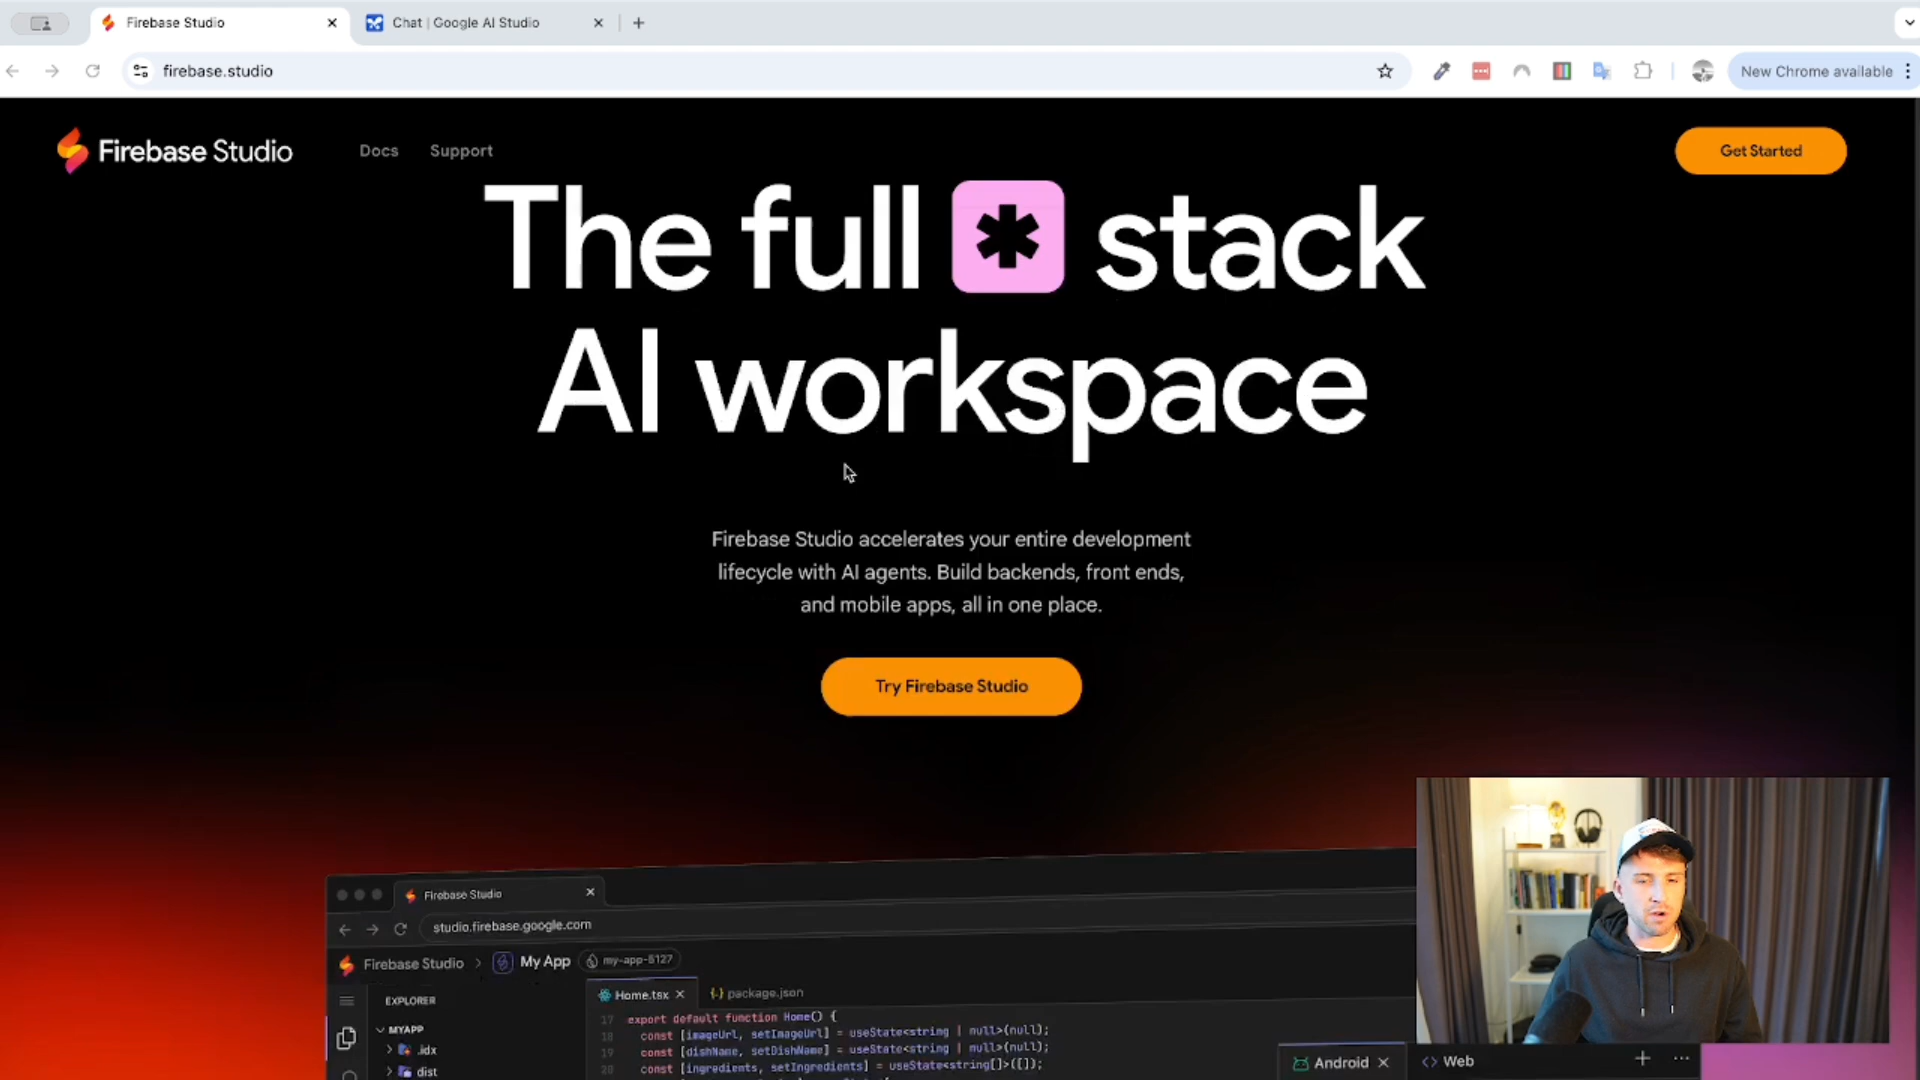 Firebase Studio
Chat | Google AI Studio
firebase.studio
New Chrome available
Firebase Studio
Docs
Support
Get Started
The full * stack
AI workspace
Firebase Studio accelerates your entire development
lifecycle with AI agents. Build backends, front ends,
and mobile apps, all in one place.
Try Firebase Studio
Firebase Studio
studio.firebase.google.com
Firebase Studio > My App my-app-5127
EXPLORER
Home.tsx
{..} package.json
MYAPP
.idx
dist
17 export default function Home() {
18 const [imageUrl, setImageUrl] = useState<string | null>(null);
19 const [dishName, setDishName] = useState<string | null>(null);
20 const [ingredients, setIngredients] = useState<string[]>([]);
Android
Web